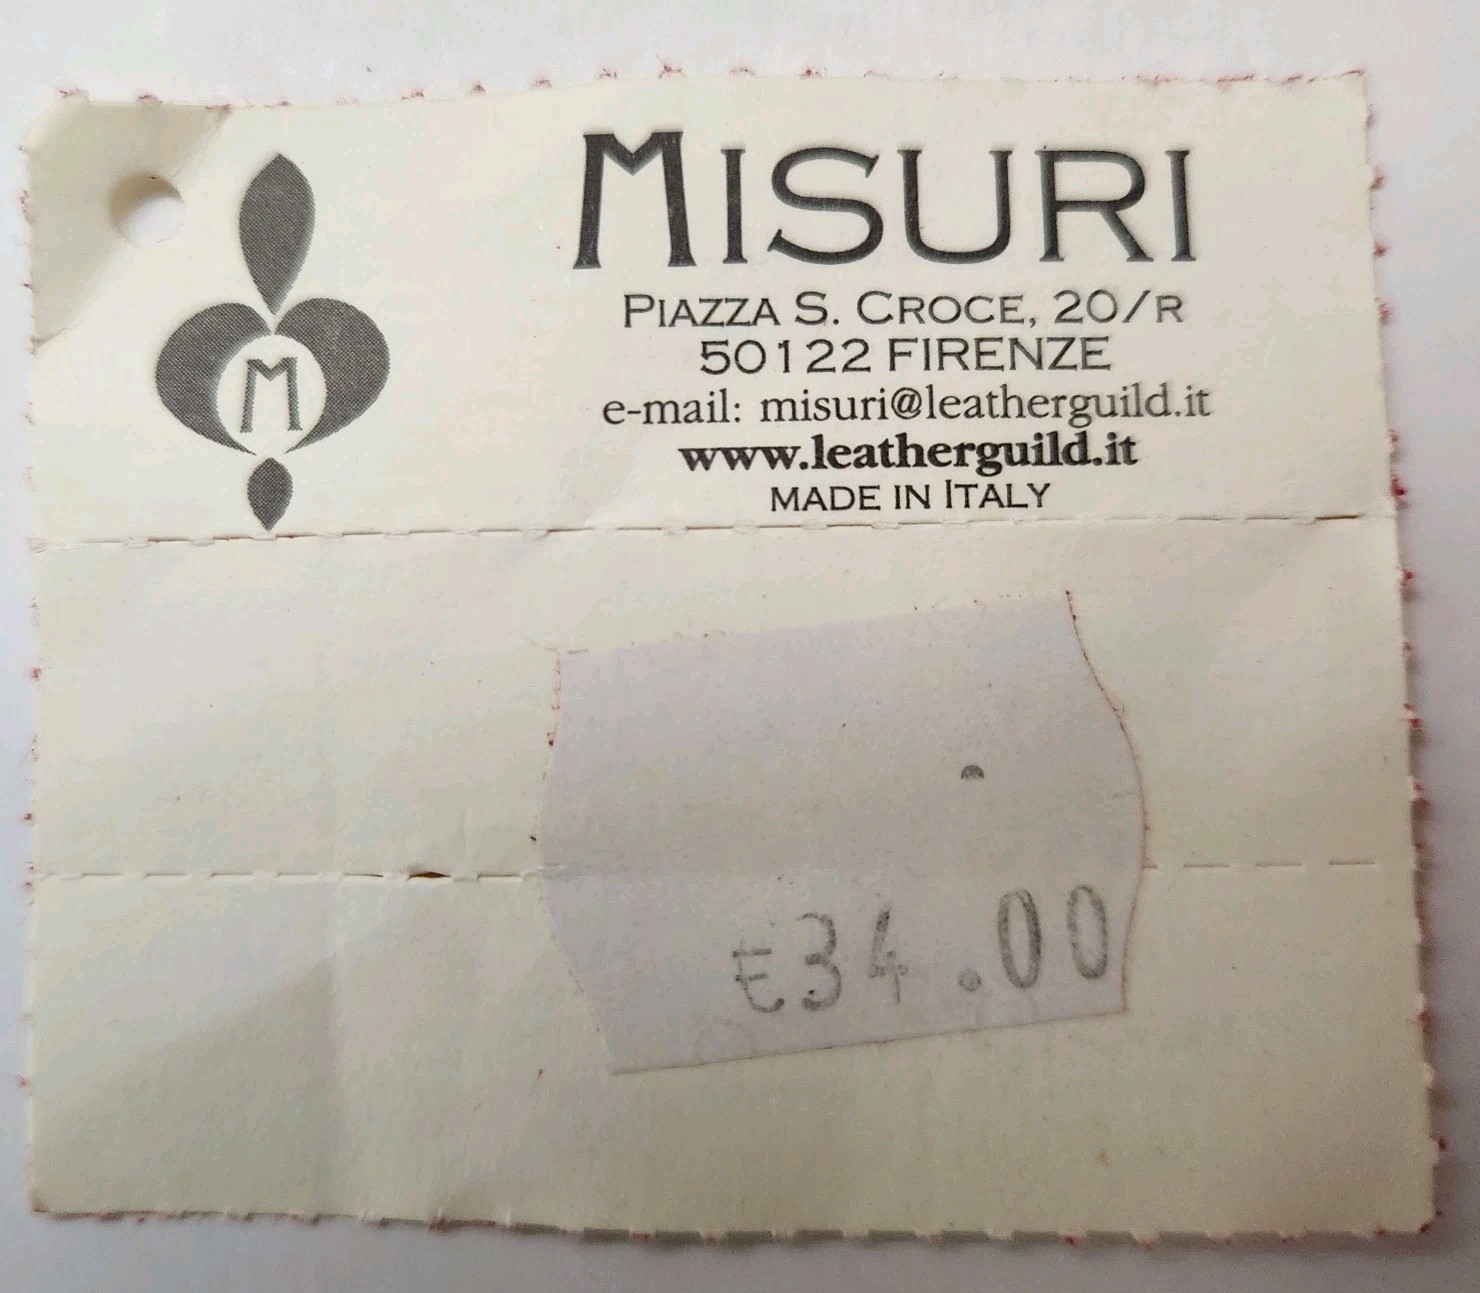 MISURI
M
PIAZZA S. CROCE, 20/R
50122 FIRENZE
e-mail: misuri@leatherguild.it
www.leatherguild.it
MADE IN ITALY
€34.00